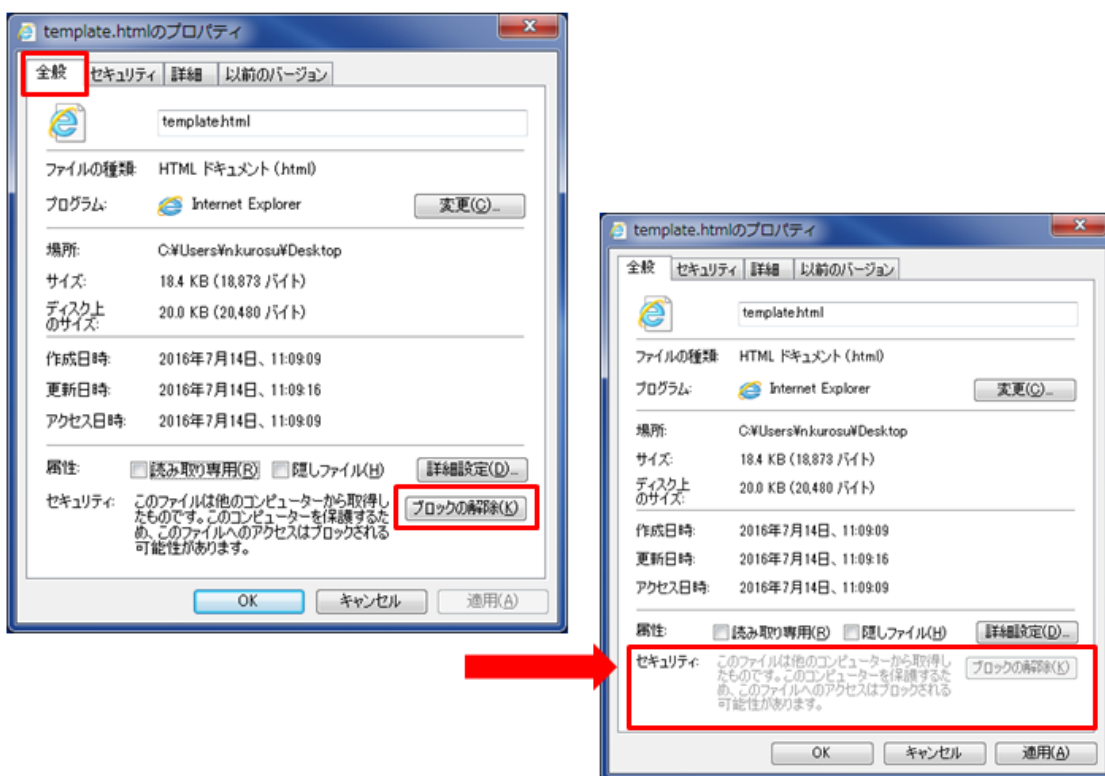 template.htmlのプロパティ
全般 セキュリティ 詳細 以前のバージョン
template.html
ファイルの種類: HTML ドキュメント (.html)
プログラム: Internet Explorer 変更(C)...
場所: C:¥Users¥n.kurosu¥Desktop
サイズ: 18.4 KB (18,873 バイト)
ディスク上
のサイズ: 20.0 KB (20,480 バイト)
作成日時: 2016年7月14日、11:09:09
更新日時: 2016年7月14日、11:09:16
アクセス日時: 2016年7月14日、11:09:09
属性: 読み取り専用(R) 隠しファイル(H) 詳細設定(D)...
セキュリティ: このファイルは他のコンピューターから取得し
たものです。このコンピューターを保護するた
め、このファイルへのアクセスはブロックされる
可能性があります。
ブロックの解除(K)
OK キャンセル 適用(A)
template.htmlのプロパティ
全般 セキュリティ 詳細 以前のバージョン
template.html
ファイルの種類: HTML ドキュメント (.html)
プログラム: Internet Explorer 変更(C)...
場所: C:¥Users¥n.kurosu¥Desktop
サイズ: 18.4 KB (18,873 バイト)
ディスク上
のサイズ: 20.0 KB (20,480 バイト)
作成日時: 2016年7月14日、11:09:09
更新日時: 2016年7月14日、11:09:16
アクセス日時: 2016年7月14日、11:09:09
属性: 読み取り専用(R) 隠しファイル(H) 詳細設定(D)...
セキュリティ: このファイルは他のコンピューターから取得し
たものです。このコンピューターを保護するた
め、このファイルへのアクセスはブロックされる
可能性があります。
ブロックの解除(K)
OK キャンセル 適用(A)